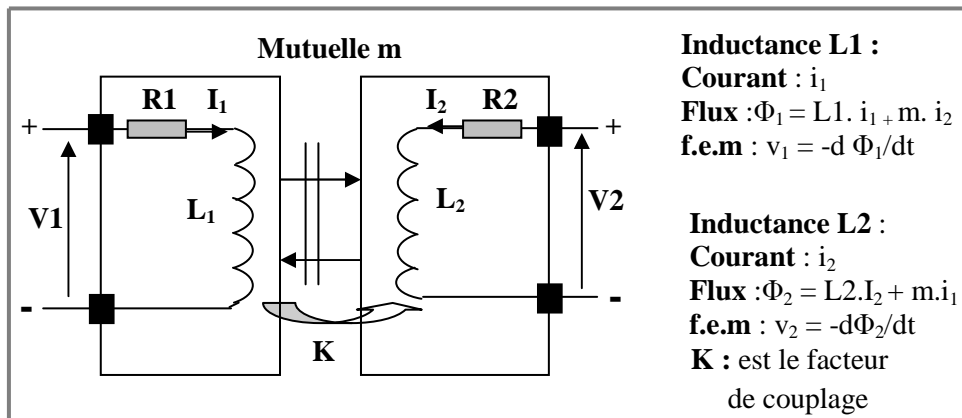 Mutuelle m
R1 I₁
I₂ R2
+
+
V1
L₁
L₂
V2
-
-
K
Inductance L1 :
Courant : i₁
Flux :Φ₁ = L1. i₁ + m. i₂
f.e.m : v₁ = -d Φ₁/dt
Inductance L2 :
Courant : i₂
Flux :Φ₂ = L2.I₂ + m.i₁
f.e.m : v₂ = -dΦ₂/dt
K : est le facteur
de couplage